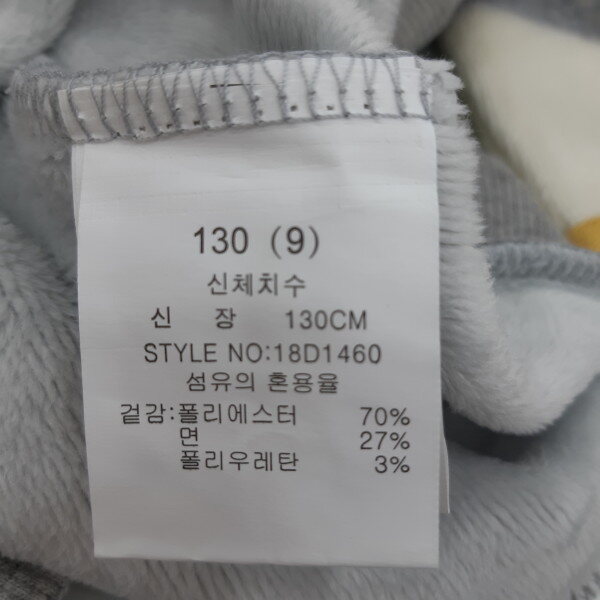 130 (9)
신체치수
신 장 130CM
STYLE NO:18D1460
섬유의 혼용율
겉감:폴리에스터 70%
면 27%
폴리우레탄 3%